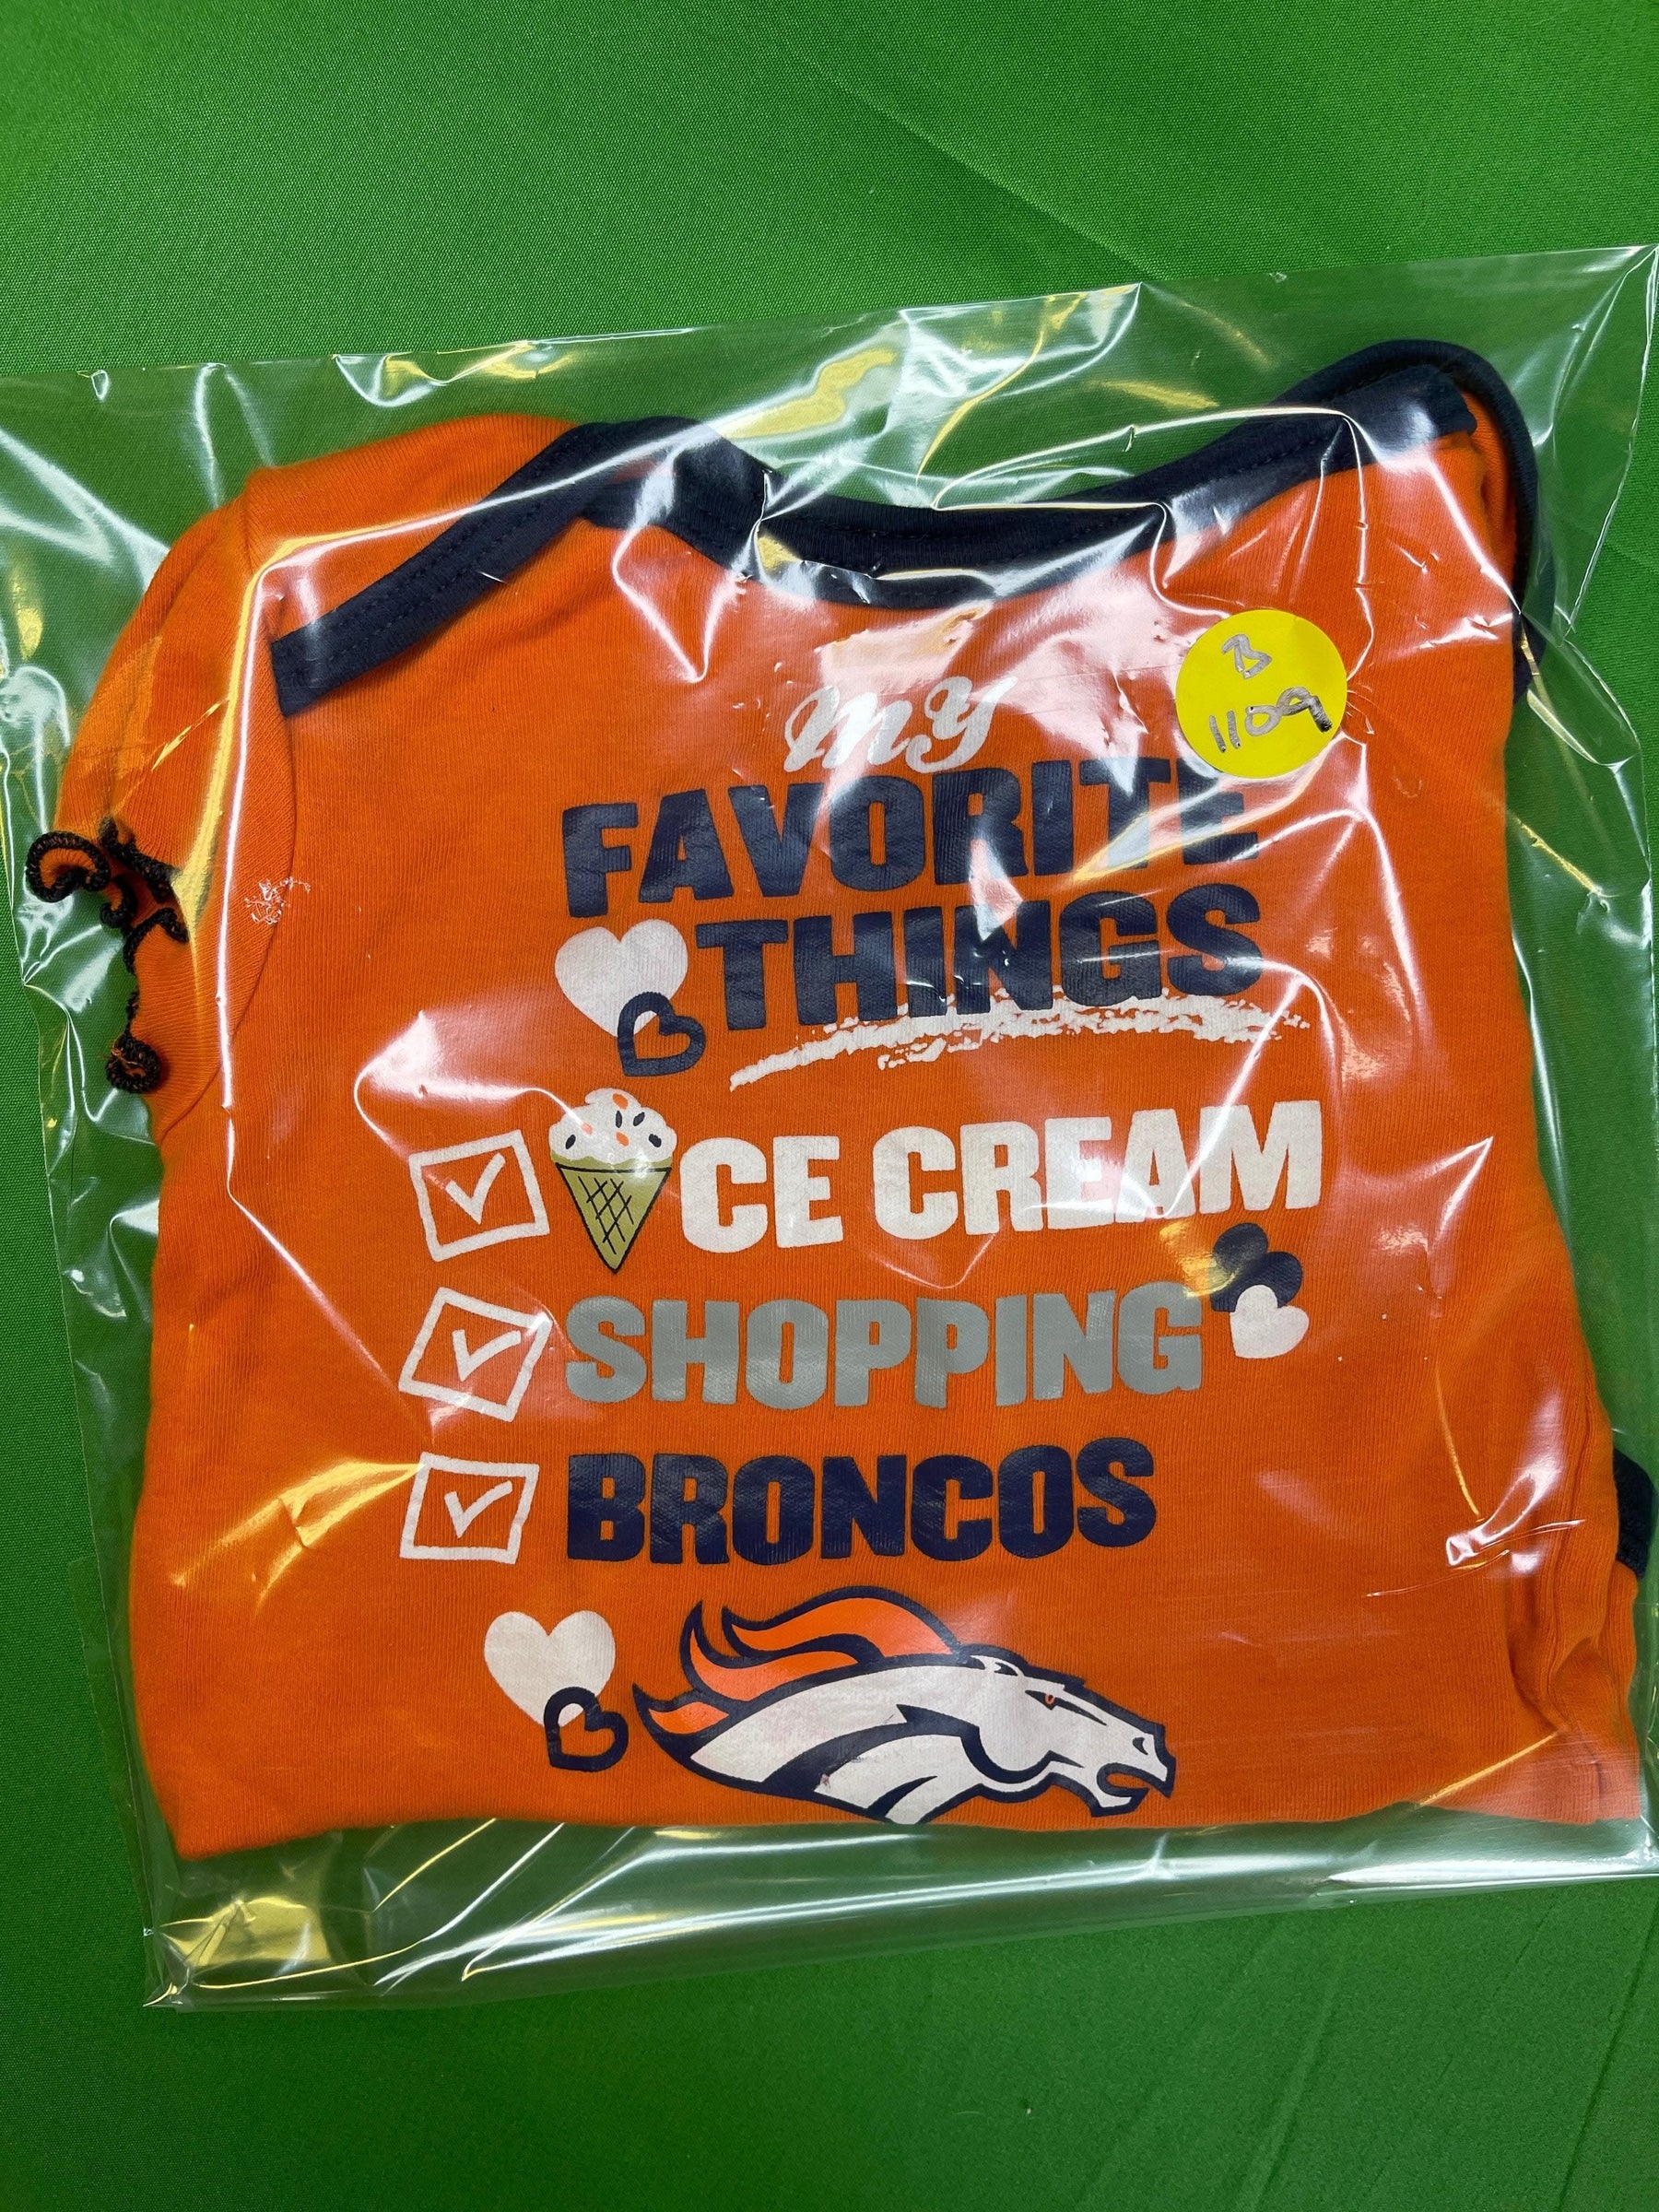 B
1109
my
FAVORITE
THINGS
ICE CREAM
SHOPPING
BRONCOS